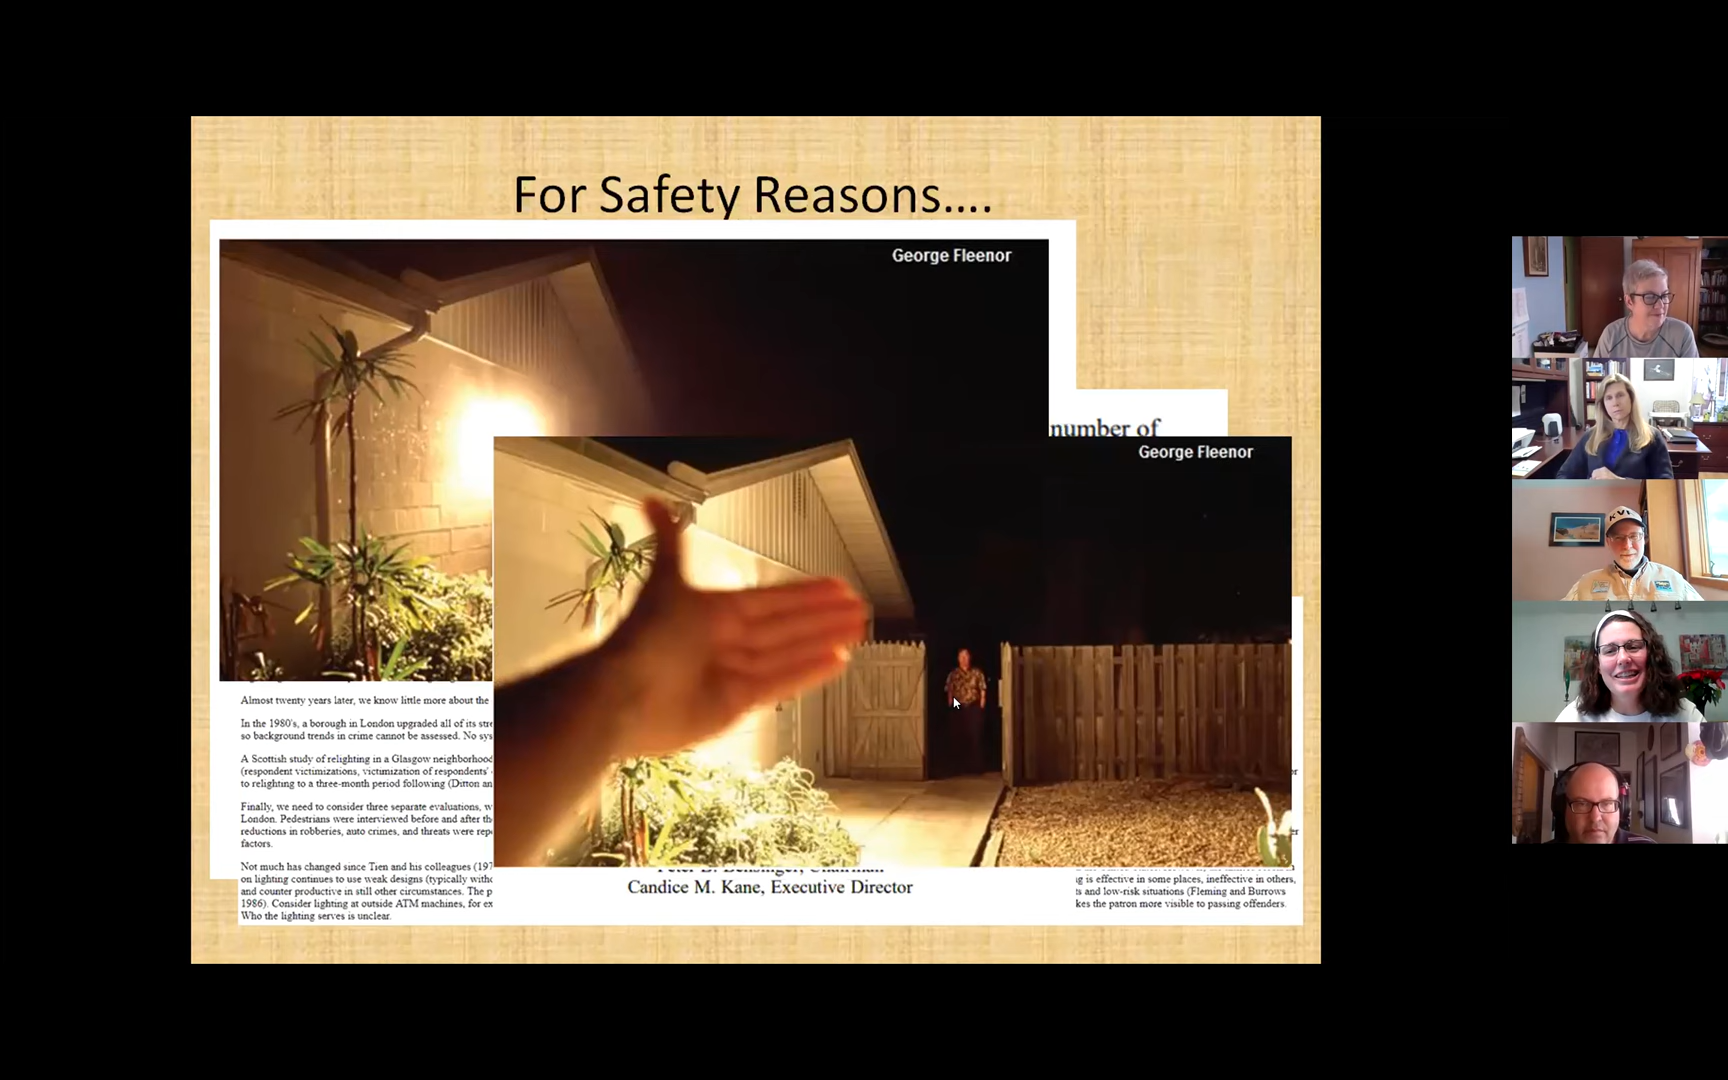 For Safety Reasons....
George Fleenor
number of
George Fleenor
Almost twenty years later, we know little more about the
In the 1980's, a borough in London upgraded all of its stre
so background trends in crime cannot be assessed. No sys
A Scottish study of relighting in a Glasgow neighborhood
(respondent victimizations, victimization of respondents'
to relighting to a three-month period following (Ditton an
Finally, we need to consider three separate evaluations, w
London. Pedestrians were interviewed before and after th
reductions in robberies, auto crimes, and threats were rep
factors.
Not much has changed since Tien and his colleagues (197
on lighting continues to use weak designs (typically witho
and counter productive in still other circumstances. The p
1986). Consider lighting at outside ATM machines, for ex
Who the lighting serves is unclear.
Candice M. Kane, Executive Director
or
er
g is effective in some places, ineffective in others,
s and low-risk situations (Fleming and Burrows
kes the patron more visible to passing offenders.
KVI